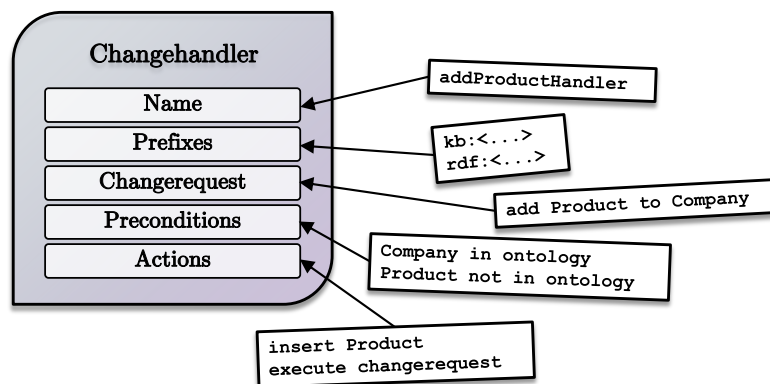 Changehandler
Name
Prefixes
Changerequest
Preconditions
Actions
addProductHandler
kb:<...>
rdf:<...>
add Product to Company
Company in ontology
Product not in ontology
insert Product
execute changerequest